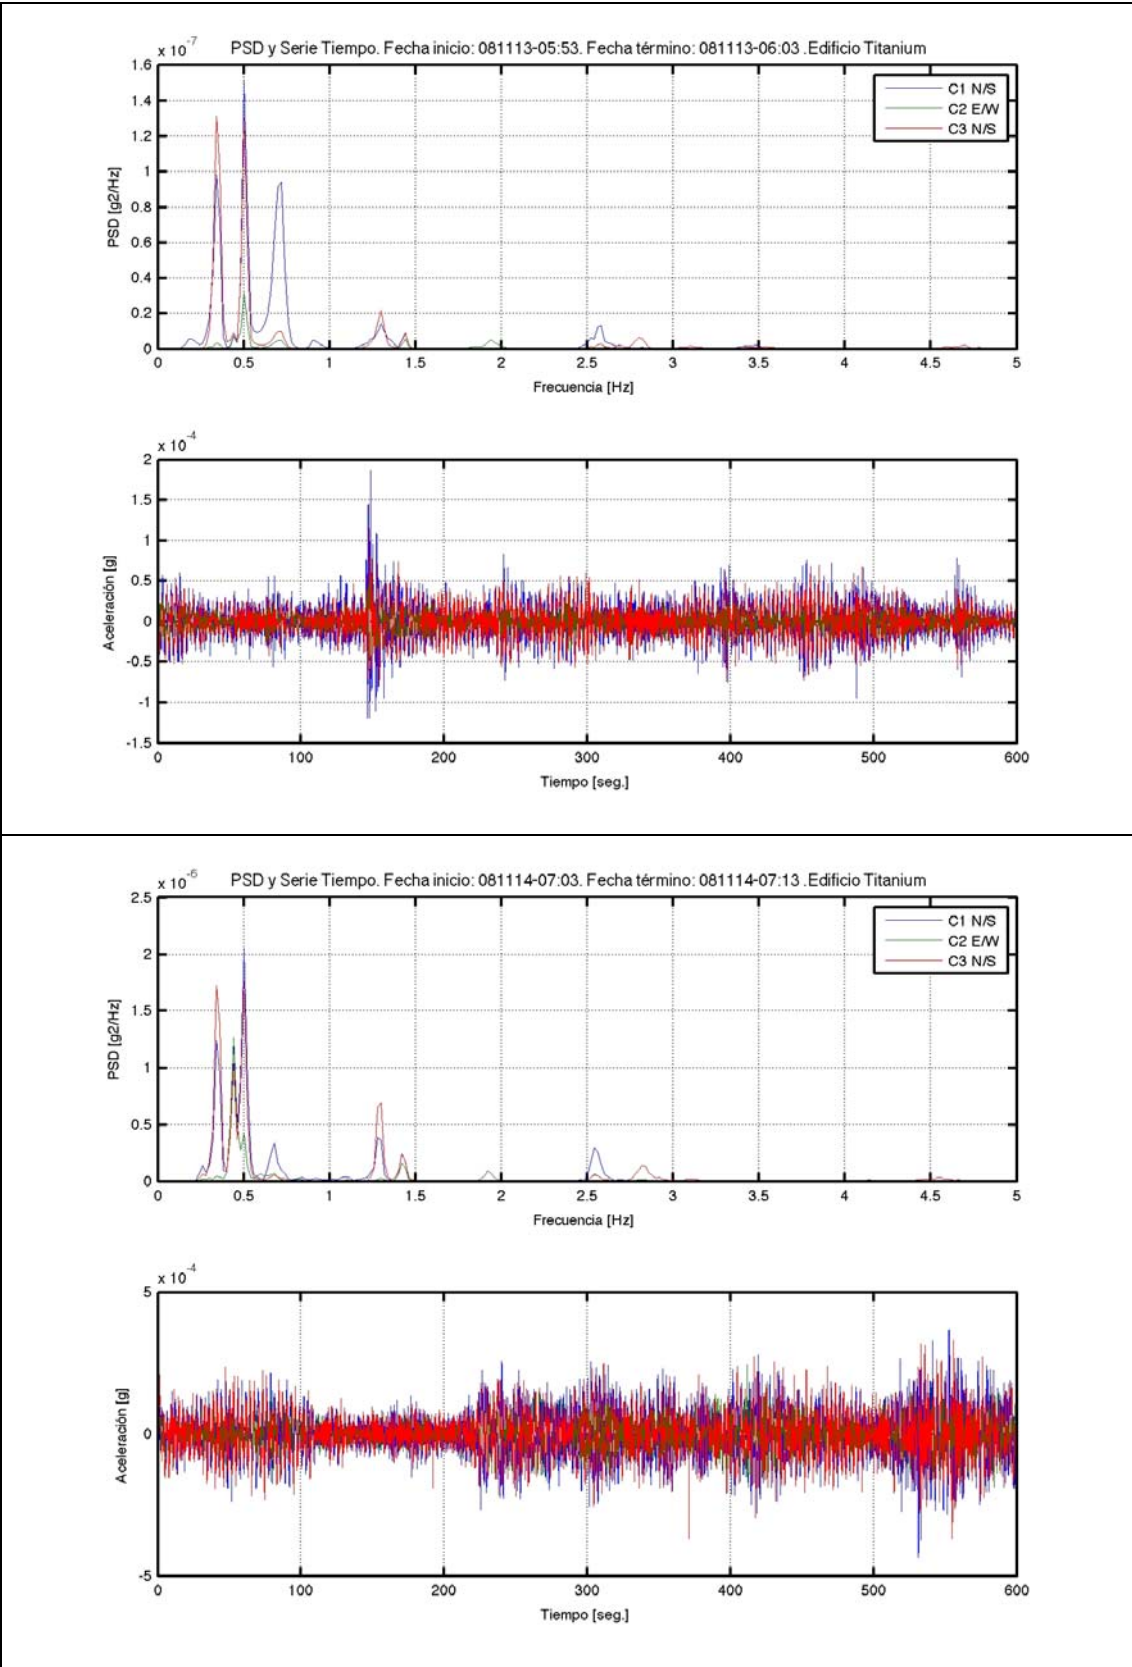 x 10-7
PSD y Serie Tiempo. Fecha inicio: 081113-05:53. Fecha término: 081113-06:03 .Edificio Titanium
1.6
1.4
1.2
1
0.8
0.6
0.4
0.2
0
PSD [g2/Hz]
C1 N/S
C2 E/W
C3 N/S
0 0.5 1 1.5 2 2.5 3 3.5 4 4.5 5
Frecuencia [Hz]
x 10-4
2
1.5
1
0.5
0
-0.5
-1
-1.5
Aceleración [g]
0 100 200 300 400 500 600
Tiempo [seg.]
x 10-6
PSD y Serie Tiempo. Fecha inicio: 081114-07:03. Fecha término: 081114-07:13 .Edificio Titanium
2.5
2
1.5
1
0.5
0
PSD [g2/Hz]
C1 N/S
C2 E/W
C3 N/S
0 0.5 1 1.5 2 2.5 3 3.5 4 4.5 5
Frecuencia [Hz]
x 10-4
5
0
-5
Aceleración [g]
0 100 200 300 400 500 600
Tiempo [seg.]